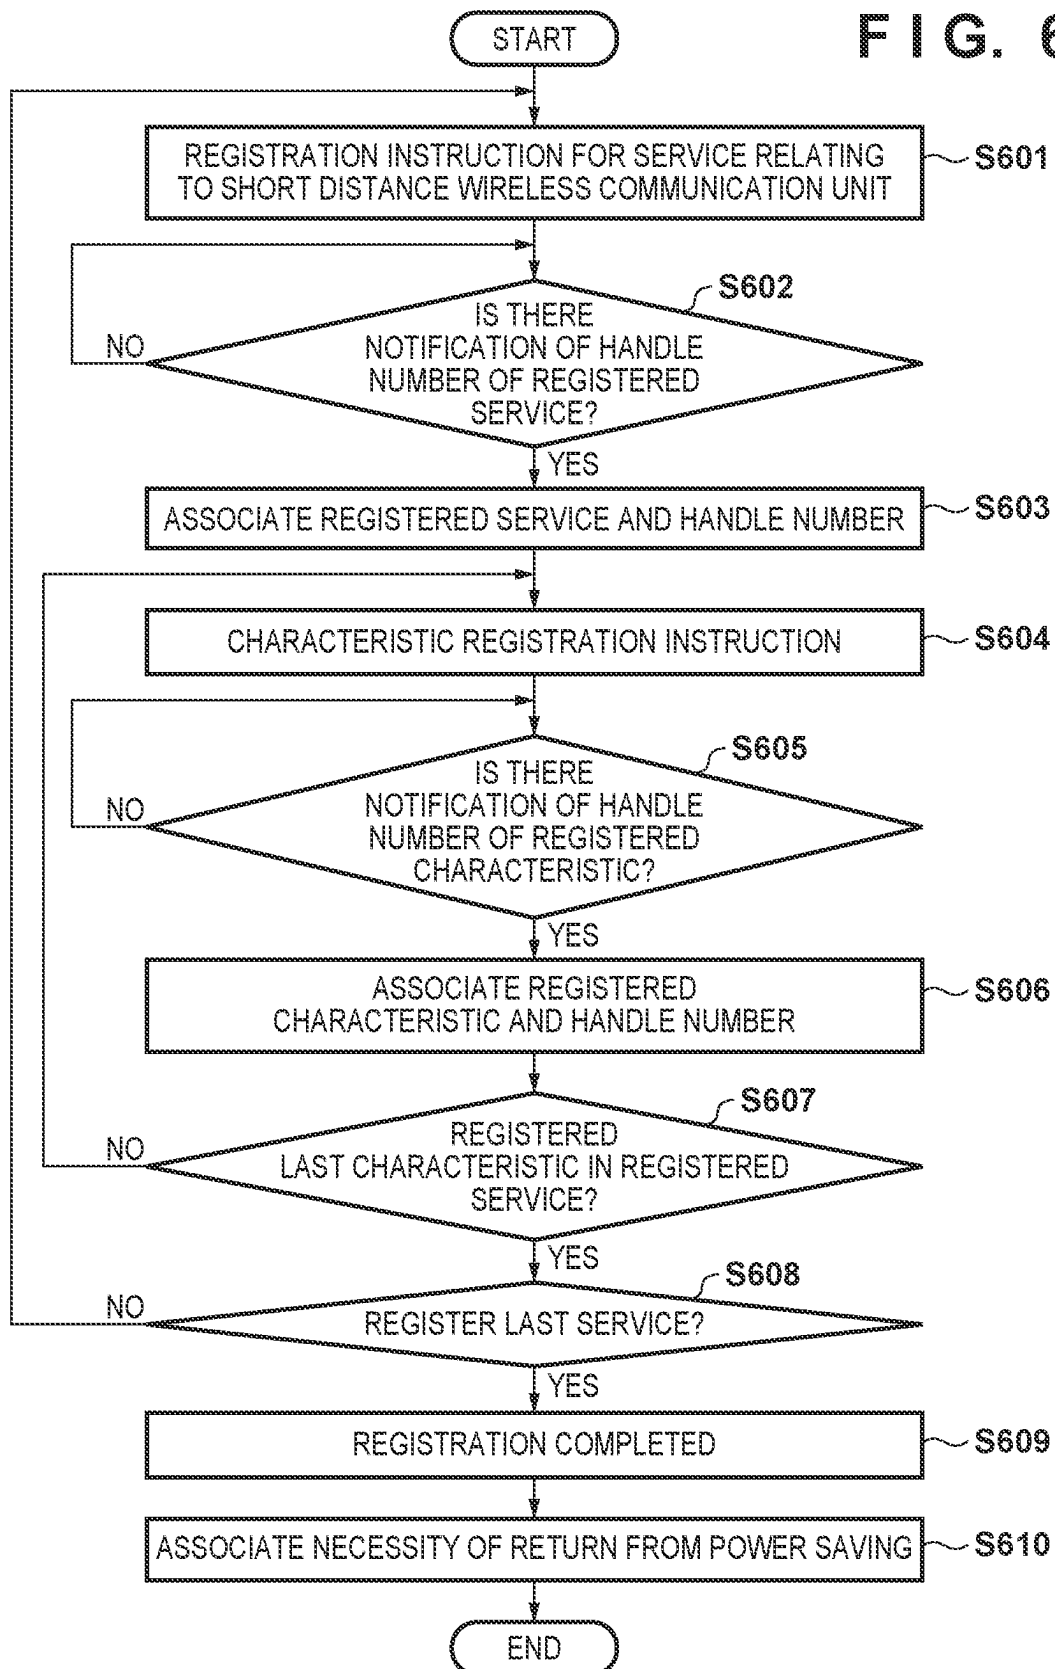 FIG. 6
START
REGISTRATION INSTRUCTION FOR SERVICE RELATING
TO SHORT DISTANCE WIRELESS COMMUNICATION UNIT
S601
S602
IS THERE
NOTIFICATION OF HANDLE
NUMBER OF REGISTERED
SERVICE?
NO
YES
ASSOCIATE REGISTERED SERVICE AND HANDLE NUMBER
S603
CHARACTERISTIC REGISTRATION INSTRUCTION
S604
S605
IS THERE
NOTIFICATION OF HANDLE
NUMBER OF REGISTERED
CHARACTERISTIC?
NO
YES
ASSOCIATE REGISTERED
CHARACTERISTIC AND HANDLE NUMBER
S606
S607
REGISTERED
LAST CHARACTERISTIC IN REGISTERED
SERVICE?
NO
YES
S608
REGISTER LAST SERVICE?
NO
YES
REGISTRATION COMPLETED
S609
ASSOCIATE NECESSITY OF RETURN FROM POWER SAVING
S610
END